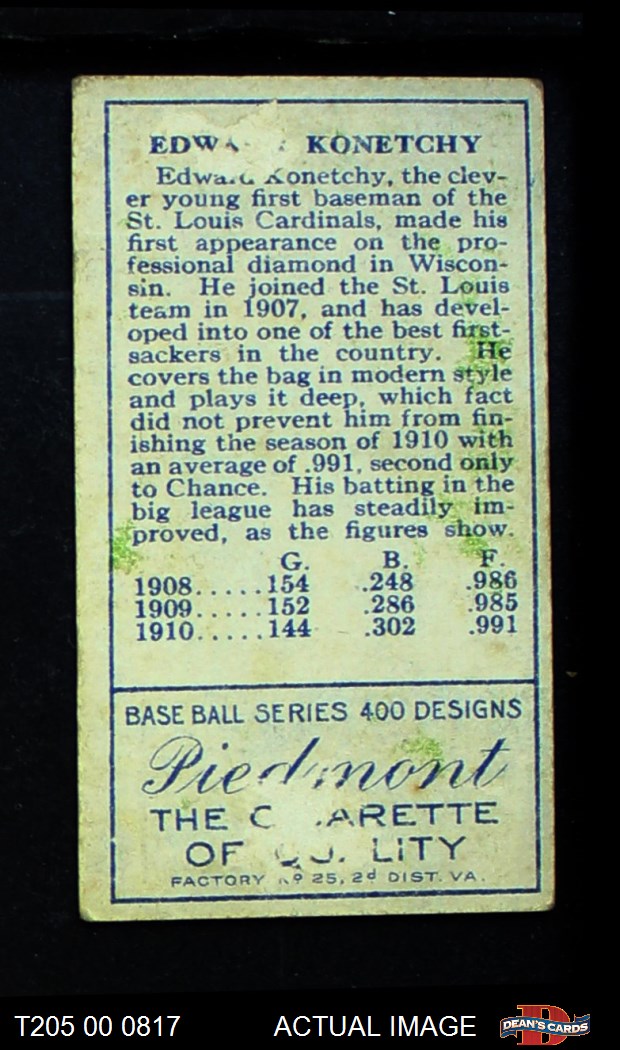 KONETCHY
Konetchy, the clev-
er young first baseman of the
St. Louis Cardinals, made his
first appearance on the pro-
fessional diamond in Wiscon-
sin. He joined the St. Louis
team in 1907, and has devel-
oped into one of the best first-
sackers in the country. He
covers the bag in modern style
and plays it deep, which fact
did not prevent him from fin-
ishing the season of 1910 with
an average of .991, second only
to Chance. His batting in the
big league has steadily im-
proved, as the figures show.
G. B. F.
1908.....154 .248 .986
1909.....152 .286 .985
1910.....144 .302 .991
BASE BALL SERIES 400 DESIGNS
Piedmont
THE
OF
FACTORY Nº 25, 2d DIST. VA.
T205 00 0817 ACTUAL IMAGE DEAN'S CARDS